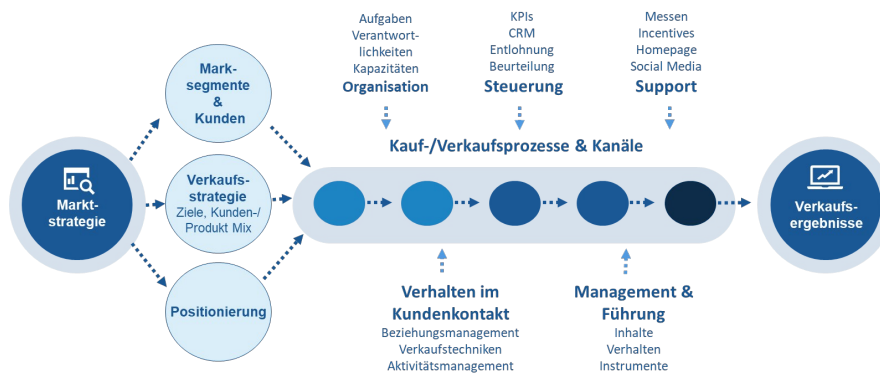 Markt-
strategie
Mark-
segmente
&
Kunden
Verkaufs-
strategie
Ziele, Kunden-/
Produkt Mix
Positionierung
Aufgaben
Verantwort-
lichkeiten
Kapazitäten
Organisation
KPIs
CRM
Entlohnung
Beurteilung
Steuerung
Messen
Incentives
Homepage
Social Media
Support
Kauf-/Verkaufsprozesse & Kanäle
Verhalten im
Kundenkontakt
Beziehungsmanagement
Verkaufstechniken
Aktivitätsmanagement
Management &
Führung
Inhalte
Verhalten
Instrumente
Verkaufs-
ergebnisse